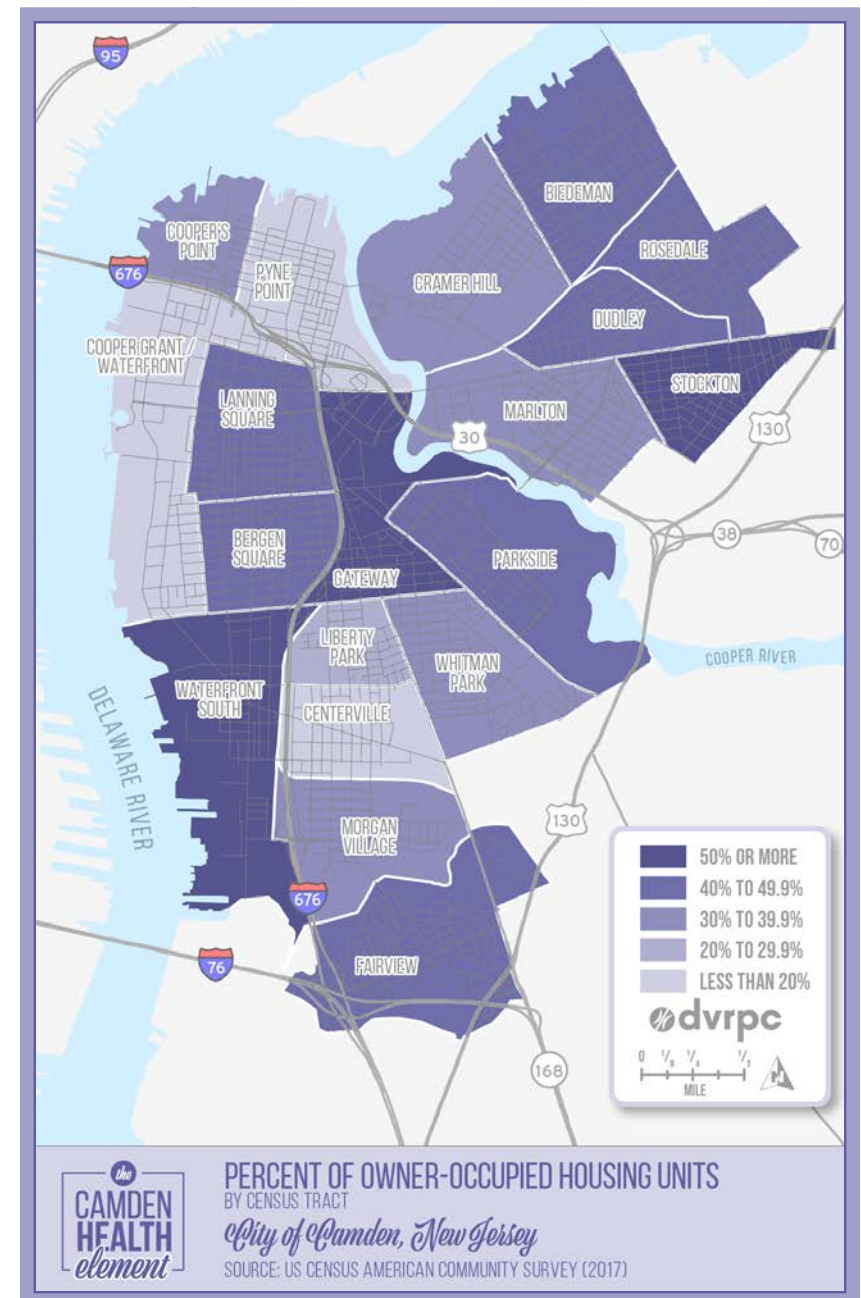 95
BIEDEMAN
COOPER'S
POINT
ROSEDALE
676
PYNE
POINT
CRAMER HILL
DUDLEY
COOPER GRANT /
WATERFRONT
STOCKTON
LANNING
SQUARE
MARLTON
30
130
38
70
BERGEN
SQUARE
PARKSIDE
GATEWAY
LIBERTY
PARK
WHITMAN
PARK
COOPER RIVER
WATERFRONT
SOUTH
CENTERVILLE
DELAWARE RIVER
130
MORGAN
VILLAGE
676
76
FAIRVIEW
168
50% OR MORE
40% TO 49.9%
30% TO 39.9%
20% TO 29.9%
LESS THAN 20%
dvrpc
0 1/8 1/4 1/2
MILE
N
the
CAMDEN
HEALTH
element
PERCENT OF OWNER-OCCUPIED HOUSING UNITS
BY CENSUS TRACT
City of Camden, New Jersey
SOURCE: US CENSUS AMERICAN COMMUNITY SURVEY (2017)